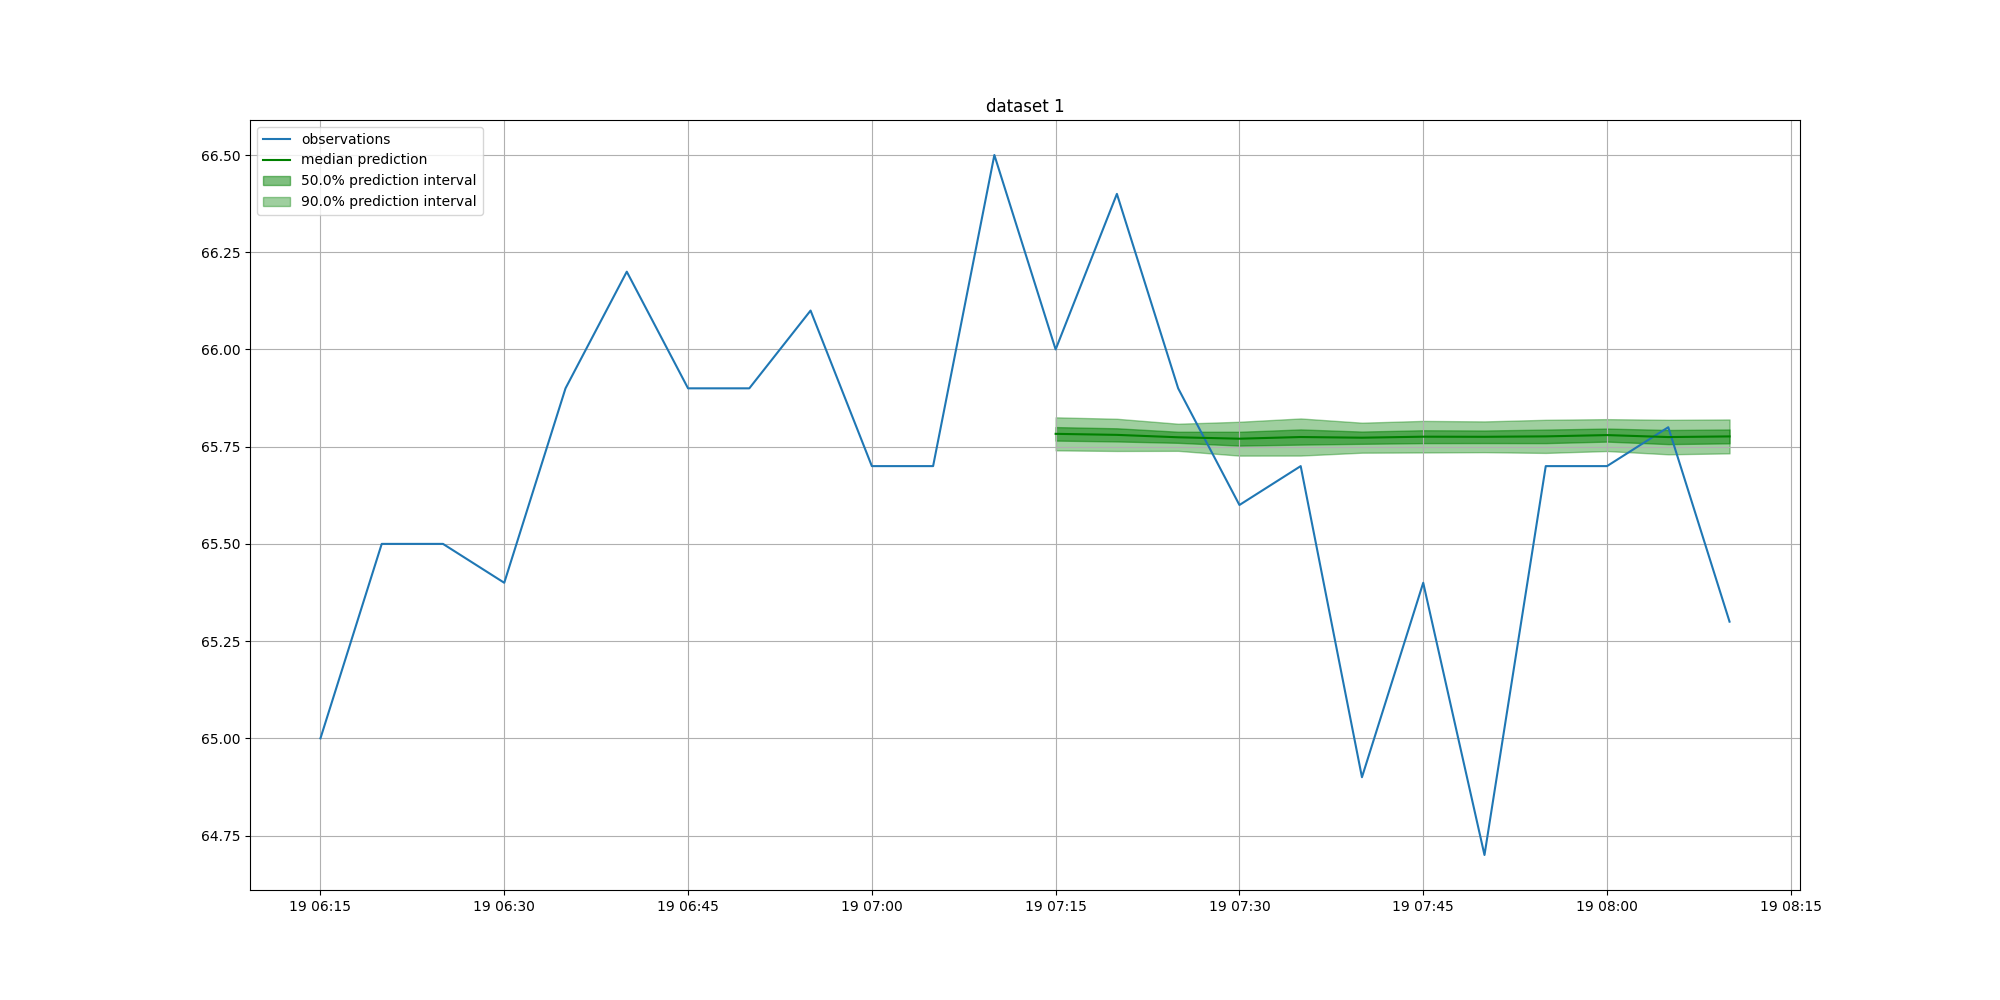 dataset 1
observations
median prediction
50.0% prediction interval
90.0% prediction interval
66.50
66.25
66.00
65.75
65.50
65.25
65.00
64.75
19 06:15 19 06:30 19 06:45 19 07:00 19 07:15 19 07:30 19 07:45 19 08:00 19 08:15